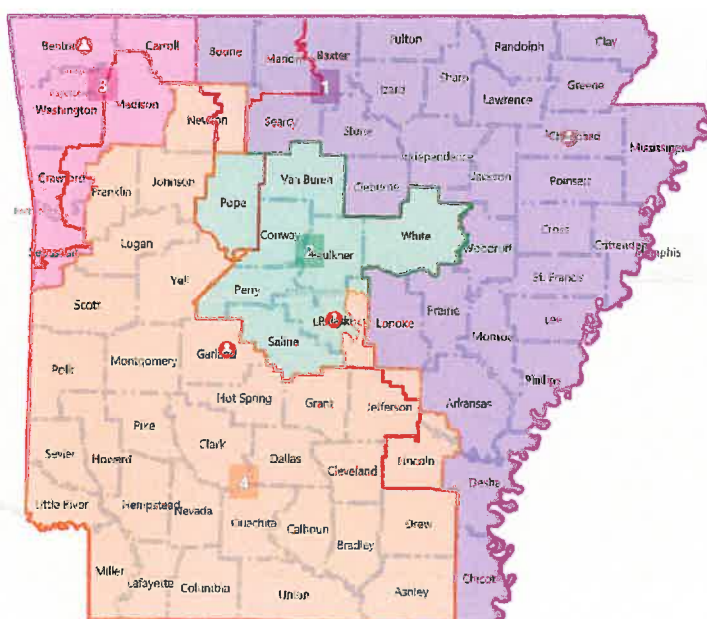 Benton
Carroll
Boone
Marion
Baxter
Fulton
Randolph
Clay
3
Washington
Madison
Newton
Searcy
1
Izard
Sharp
Lawrence
Greene
Stone
Independence
Mississippi
Crawford
Franklin
Johnson
Pope
Van Buren
Cleburne
Jackson
Poinsett
Logan
Conway
2
Faulkner
White
Woodruff
Cross
Crittenden
Memphis
Scott
Yell
Perry
St. Francis
Lonoke
Prairie
Lee
Saline
Monroe
Polk
Montgomery
Garland
Phillips
Hot Spring
Grant
Jefferson
Arkansas
Pike
Clark
Dallas
Sevier
Howard
Cleveland
Lincoln
4
Desha
Little River
Hempstead
Nevada
Ouachita
Calhoun
Drew
Bradley
Miller
Lafayette
Columbia
Union
Ashley
Chicot